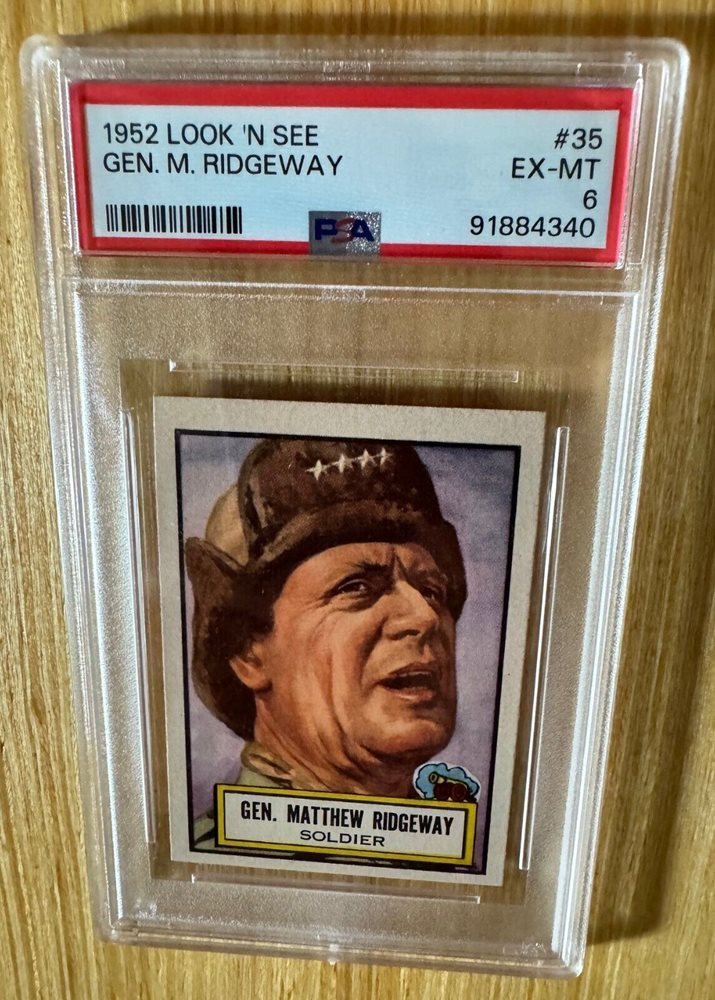 1952 LOOK 'N SEE
GEN. M. RIDGEWAY
#35
EX-MT
6
91884340
PSA
GEN. MATTHEW RIDGEWAY
SOLDIER